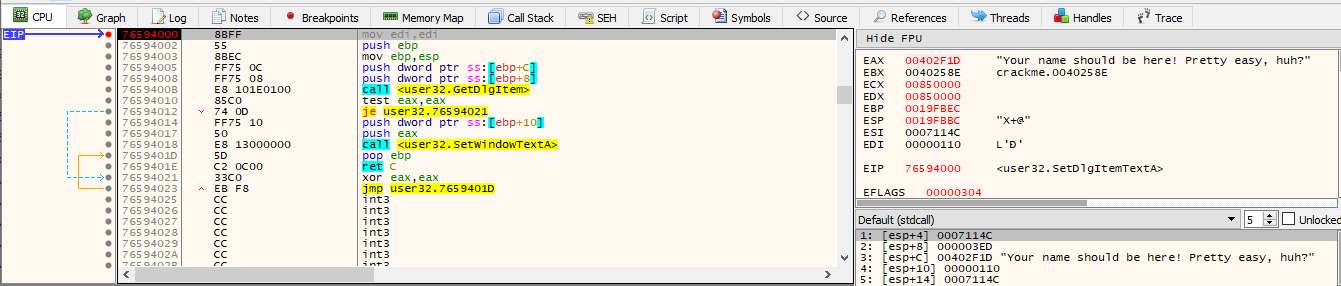 CPU Graph Log Notes Breakpoints Memory Map Call Stack SEH Script Symbols Source References Threads Handles Trace
EIP 76594000 8BFF mov edi,edi
76594002 55 push ebp
76594003 8BEC mov ebp,esp
76594005 FF75 0C push dword ptr ss:[ebp+C]
76594008 FF75 08 push dword ptr ss:[ebp+8]
7659400B E8 101E0100 call <user32.GetDlgItem>
76594010 85C0 test eax,eax
76594012 74 0D je user32.76594021
76594014 FF75 10 push dword ptr ss:[ebp+10]
76594017 50 push eax
76594018 E8 13000000 call <user32.SetWindowTextA>
7659401D 5D pop ebp
7659401E C2 0C00 ret C
76594021 33C0 xor eax,eax
76594023 EB F8 jmp user32.7659401D
76594025 CC int3
76594026 CC int3
76594027 CC int3
76594028 CC int3
76594029 CC int3
7659402A CC int3
7659402B CC int3
Hide FPU
EAX 00402F1D "Your name should be here! Pretty easy, huh?"
EBX 0040258E crackme.0040258E
ECX 00850000
EDX 00850000
EBP 0019FBEC
ESP 0019FBBC "X+@"
ESI 0007114C
EDI 00000110 L'Đ'
EIP 76594000 <user32.SetDlgItemTextA>
EFLAGS 00000304
Default (stdcall) 5 Unlocked
1: [esp+4] 0007114C
2: [esp+8] 000003ED
3: [esp+C] 00402F1D "Your name should be here! Pretty easy, huh?"
4: [esp+10] 00000110
5: [esp+14] 0007114C